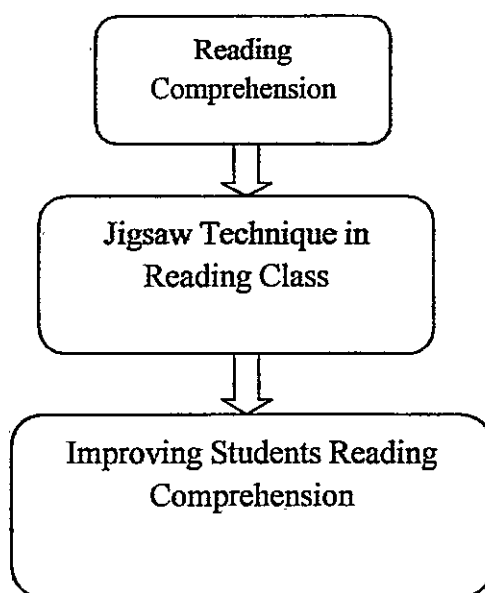 Reading
Comprehension
Jigsaw Technique in
Reading Class
Improving Students Reading
Comprehension